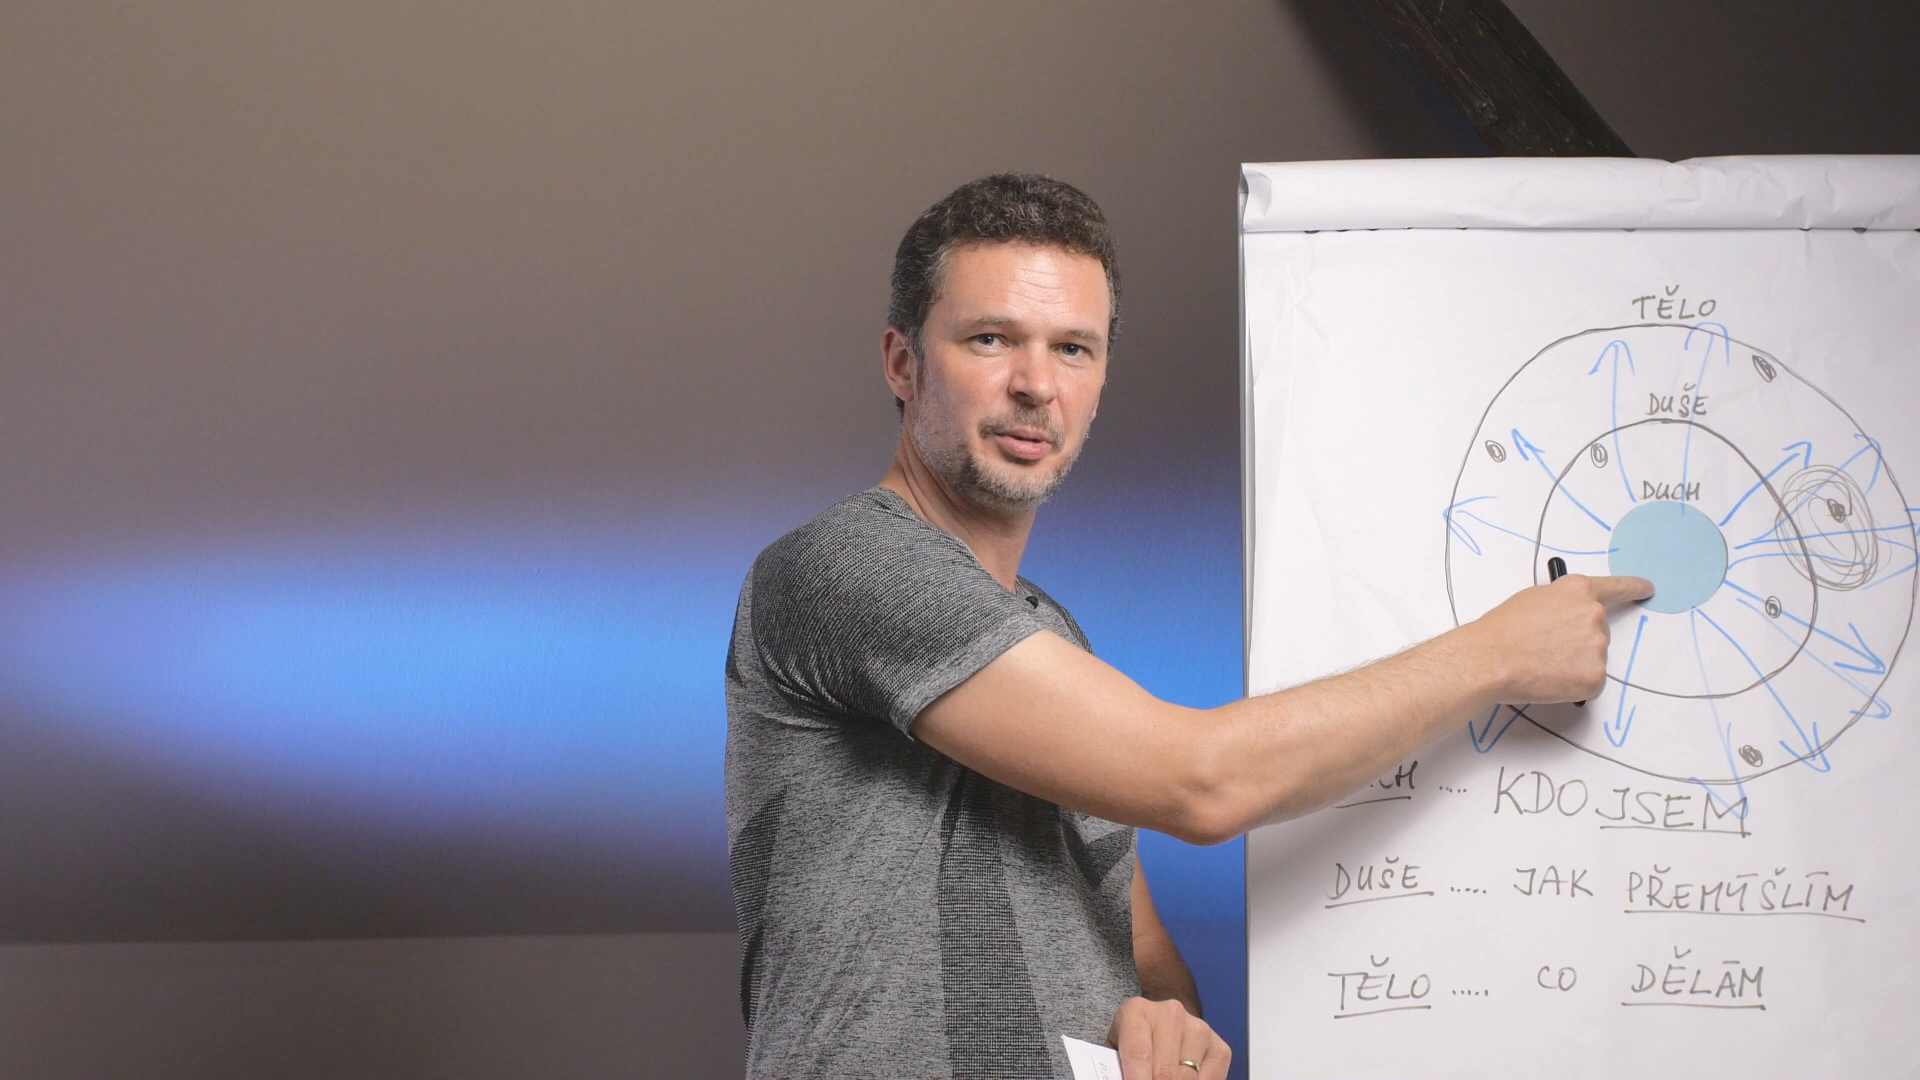 TĚLO
DUŠE
DUCH
.... KDO JSEM
DUŠE ..... JAK PŘEMÝŠLÍM
TĚLO ..... CO DĚLÁM